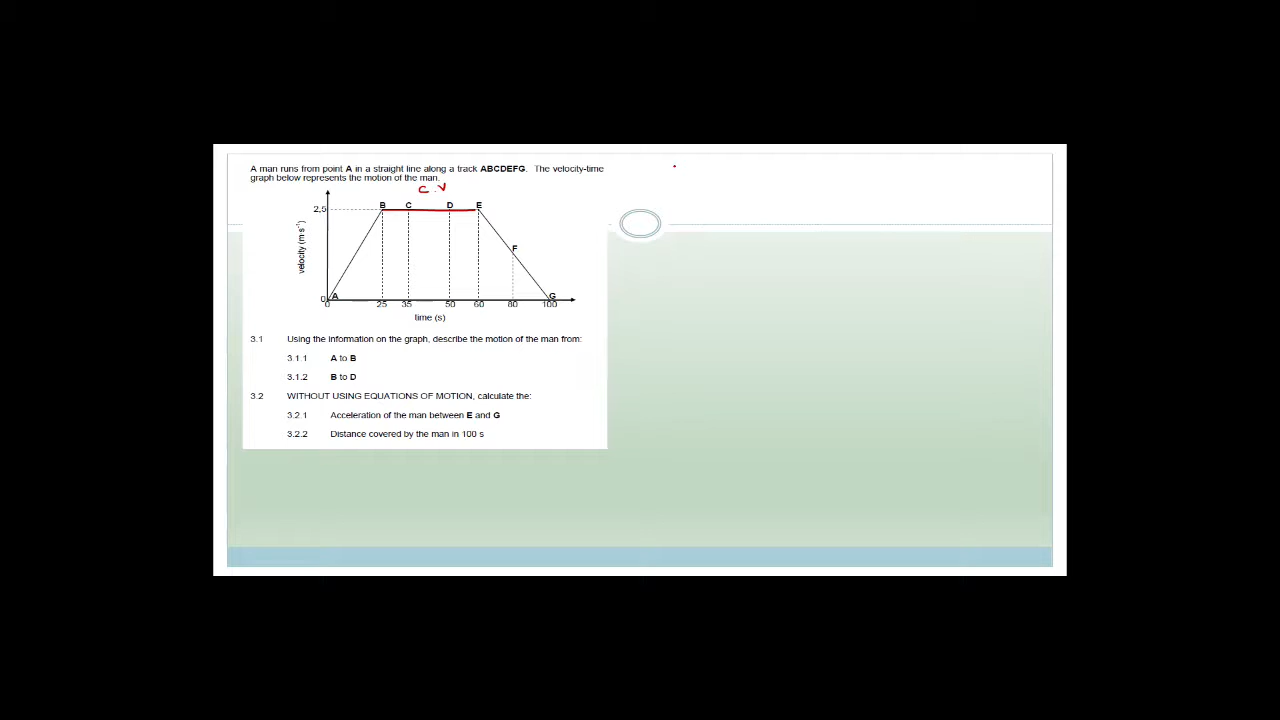 A man runs from point A in a straight line along a track ABCDEFG. The velocity-time
graph below represents the motion of the man.
C.V
B C D E
2,5
velocity (m·s⁻¹)
F
0 A G
0 25 35 50 60 80 100
time (s)
3.1 Using the information on the graph, describe the motion of the man from:
3.1.1 A to B
3.1.2 B to D
3.2 WITHOUT USING EQUATIONS OF MOTION, calculate the:
3.2.1 Acceleration of the man between E and G
3.2.2 Distance covered by the man in 100 s